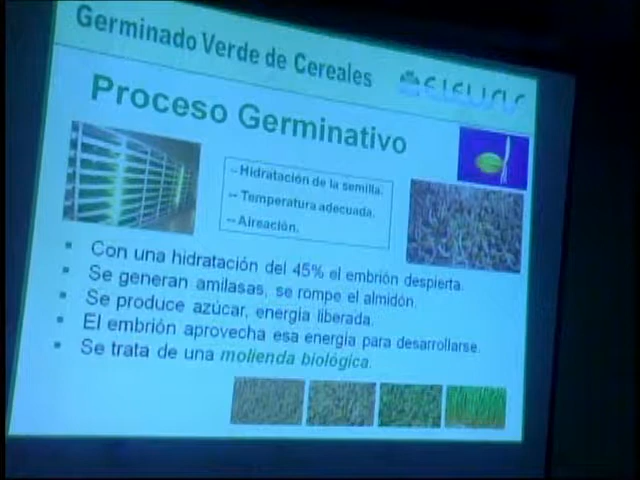 Germinado Verde de Cereales
Proceso Germinativo
– Hidratación de la semilla.
– Temperatura adecuada.
– Aireación.
▪ Con una hidratación del 45% el embrión despierta.
▪ Se generan amilasas, se rompe el almidón.
▪ Se produce azúcar, energía liberada.
▪ El embrión aprovecha esa energía para desarrollarse.
▪ Se trata de una molienda biológica.